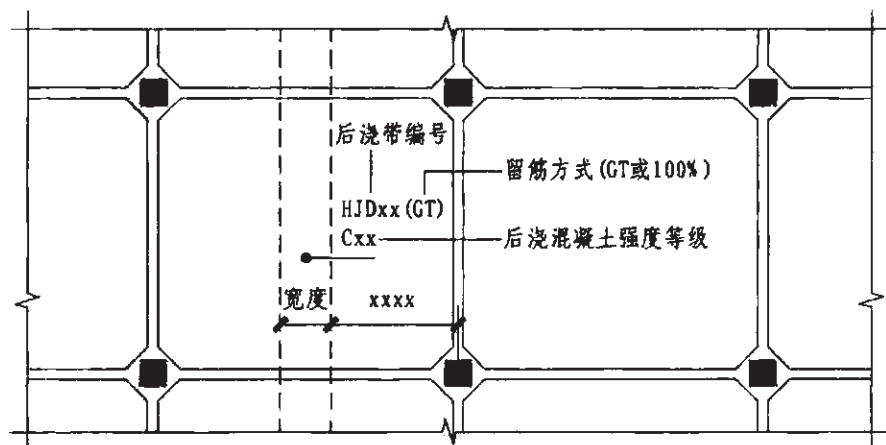 后浇带编号
留筋方式(GT或100%)
HJDxx(GT)
Cxx
后浇混凝土强度等级
宽度
xxxx